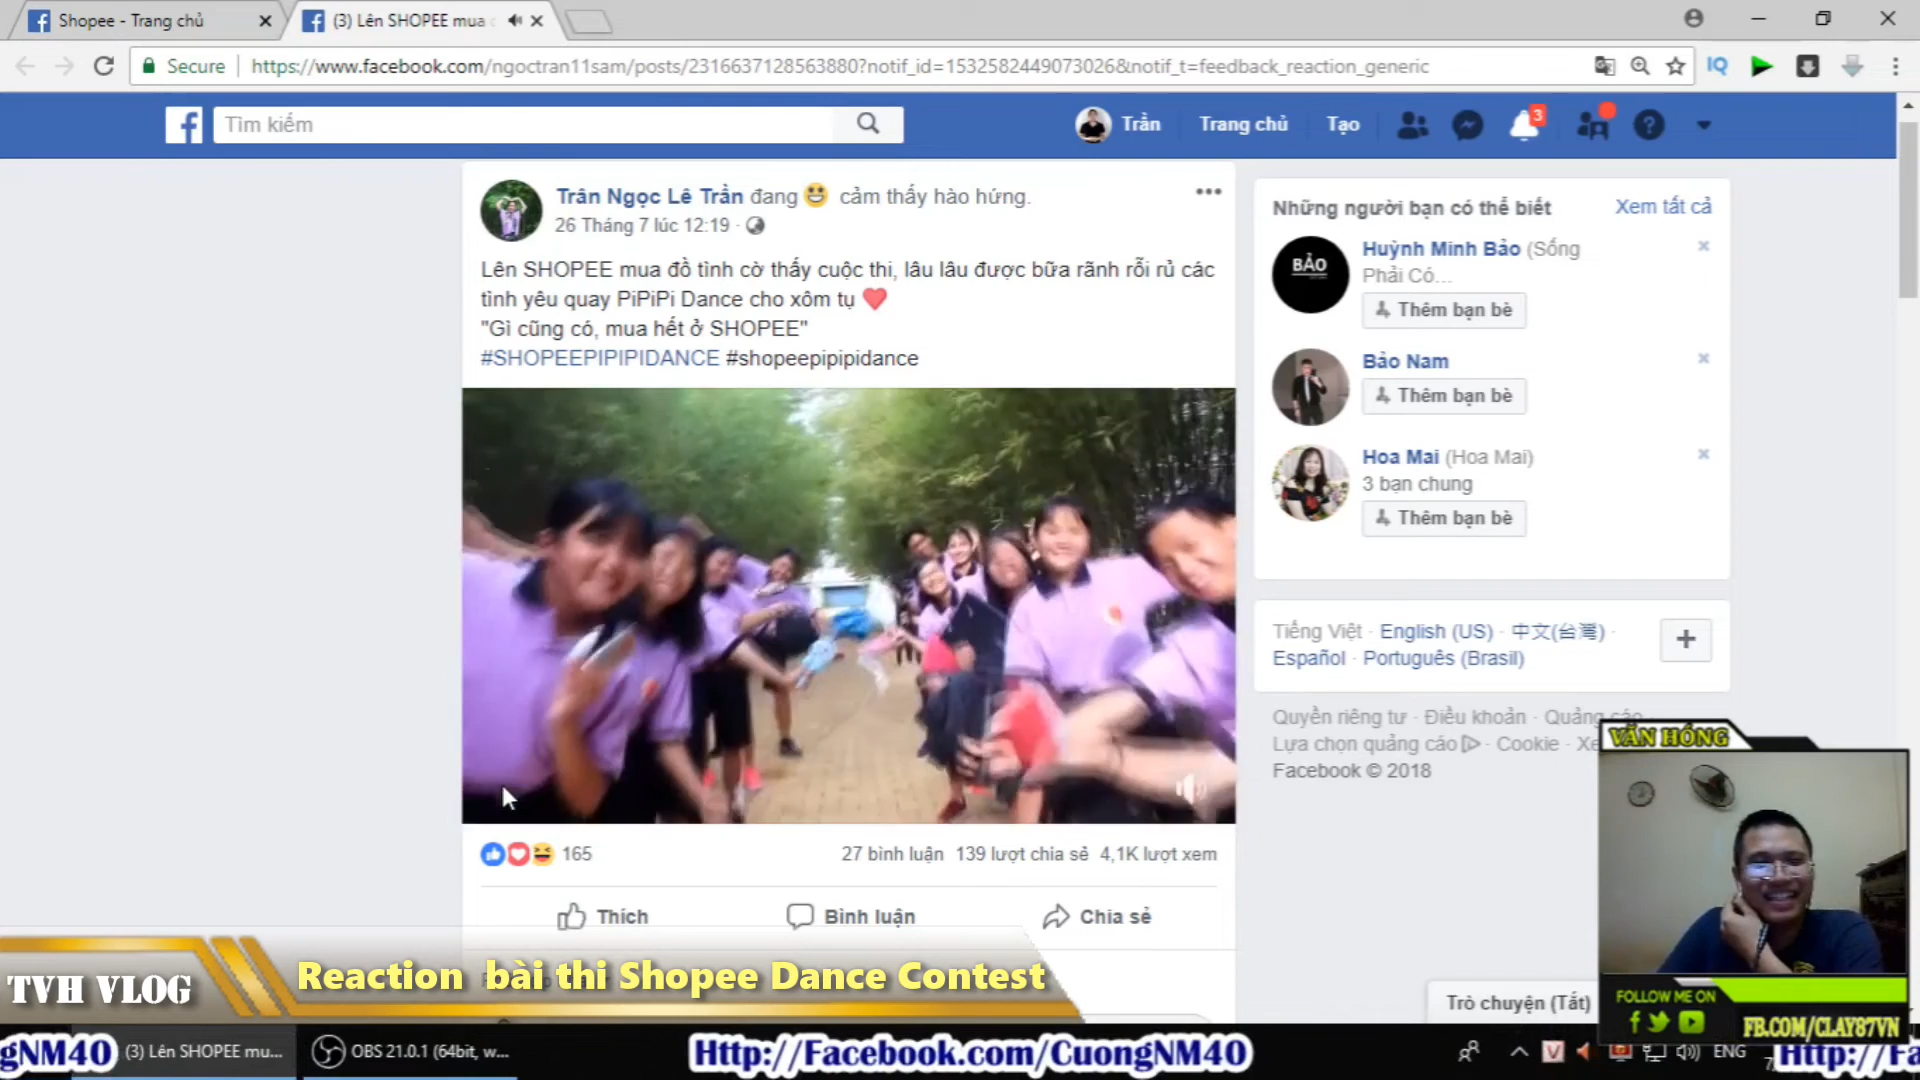 Shopee - Trang chủ
(3) Lên SHOPEE mua
Secure
https://www.facebook.com/ngoctran11sam/posts/2316637128563880?notif_id=1532582449073026&notif_t=feedback_reaction_generic
IQ
Tìm kiếm
Trần
Trang chủ
Tạo
3
Trân Ngọc Lê Trần đang 😀 cảm thấy hào hứng.
26 Tháng 7 lúc 12:19
Lên SHOPEE mua đồ tình cờ thấy cuộc thi, lâu lâu được bữa rãnh rỗi rủ các
tình yêu quay PiPiPi Dance cho xôm tụ ❤️
"Gì cũng có, mua hết ở SHOPEE"
#SHOPEEPIPIPIDANCE #shopeepipipidance
165
27 bình luận 139 lượt chia sẻ 4,1K lượt xem
Thích
Bình luận
Chia sẻ
Những người bạn có thể biết
Xem tất cả
BẢO
Huỳnh Minh Bảo (Sống
Phải Có...
Thêm bạn bè
Bảo Nam
Thêm bạn bè
Hoa Mai (Hoa Mai)
3 bạn chung
Thêm bạn bè
Tiếng Việt · English (US) · 中文(台灣) ·
Español · Português (Brasil)
Quyền riêng tư · Điều khoản · Quảng cáo
Lựa chọn quảng cáo · Cookie ·
Facebook © 2018
VĂN HÓNG
FOLLOW ME ON
FB.COM/CLAY87VN
Trò chuyện (Tắt)
TVH VLOG
Reaction bài thi Shopee Dance Contest
gNM40
(3) Lên SHOPEE mu...
OBS 21.0.1 (64bit, w...
Http://Facebook.com/CuongNM40
V
ENG
Http://Fa